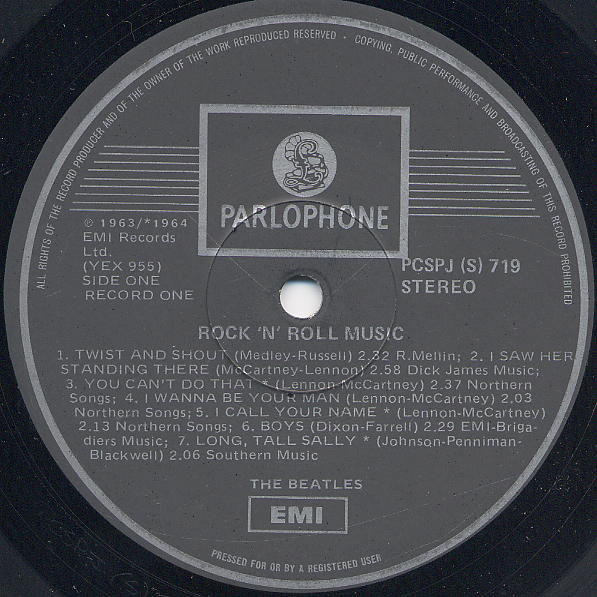 ALL RIGHTS OF THE RECORD PRODUCER AND OF THE OWNER OF THE WORK REPRODUCED RESERVED · COPYING, PUBLIC PERFORMANCE AND BROADCASTING OF THIS RECORD PROHIBITED
PARLOPHONE
℗ 1963/*1964
EMI Records
Ltd.
(YEX 955)
SIDE ONE
RECORD ONE
PCSPJ (S) 719
STEREO
ROCK 'N' ROLL MUSIC
1. TWIST AND SHOUT (Medley-Russell) 2.32 R.Mellin; 2. I SAW HER
STANDING THERE (McCartney-Lennon) 2.58 Dick James Music;
3. YOU CAN'T DO THAT * (Lennon-McCartney) 2.37 Northern
Songs; 4. I WANNA BE YOUR MAN (Lennon-McCartney) 2.03
Northern Songs; 5. I CALL YOUR NAME * (Lennon-McCartney)
2.13 Northern Songs; 6. BOYS (Dixon-Farrell) 2.29 EMI-Briga-
diers Music; 7. LONG, TALL SALLY * (Johnson-Penniman-
Blackwell) 2.06 Southern Music
THE BEATLES
EMI
PRESSED FOR OR BY A REGISTERED USER